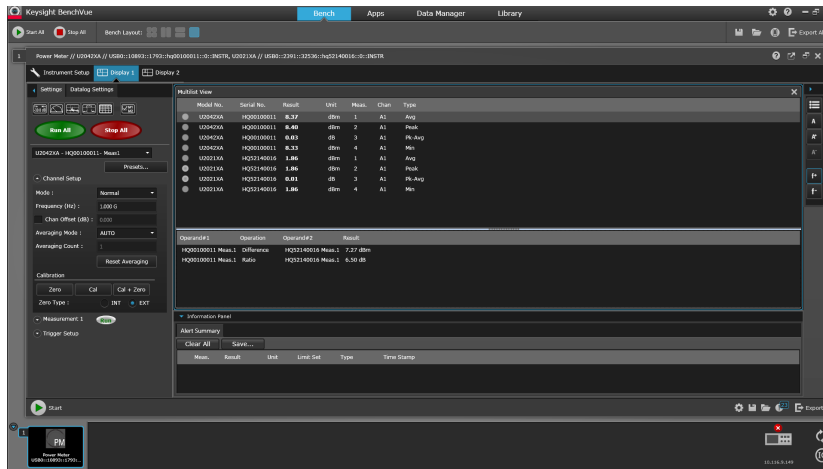 Keysight BenchVue
Bench Apps Data Manager Library
Start All Stop All Bench Layout: Export All
1 Power Meter // U2042XA // USB0::10893::1793::hq00100011::0::INSTR, U2021XA // USB0::2391::32536::hq52140016::0::INSTR
Instrument Setup Display 1 Display 2
Settings Datalog Settings
Run All Stop All
U2042XA - HQ00100011- Meas1
Presets...
Channel Setup
Mode : Normal
Frequency (Hz) : 1.000 G
Chan Offset (dB) : 0.000
Averaging Mode : AUTO
Averaging Count : 1
Reset Averaging
Calibration
Zero Cal Cal + Zero
Zero Type : INT EXT
Measurement 1 Run
Trigger Setup
Multilist View
Model No. Serial No. Result Unit Meas. Chan Type
U2042XA HQ00100011 8.37 dBm 1 A1 Avg
U2042XA HQ00100011 8.40 dBm 2 A1 Peak
U2042XA HQ00100011 0.03 dB 3 A1 Pk-Avg
U2042XA HQ00100011 8.33 dBm 4 A1 Min
U2021XA HQ52140016 1.86 dBm 1 A1 Avg
U2021XA HQ52140016 1.86 dBm 2 A1 Peak
U2021XA HQ52140016 0.01 dB 3 A1 Pk-Avg
U2021XA HQ52140016 1.86 dBm 4 A1 Min
Operand#1 Operation Operand#2 Result
HQ00100011 Meas.1 Difference HQ52140016 Meas.1 7.27 dBm
HQ00100011 Meas.1 Ratio HQ52140016 Meas.1 6.50 dB
Information Panel
Alert Summary
Clear All Save...
Meas. Result Unit Limit Set Type Time Stamp
Start Export
1
PM
Power Meter
USB0::10893::1793:...
10.116.9.149